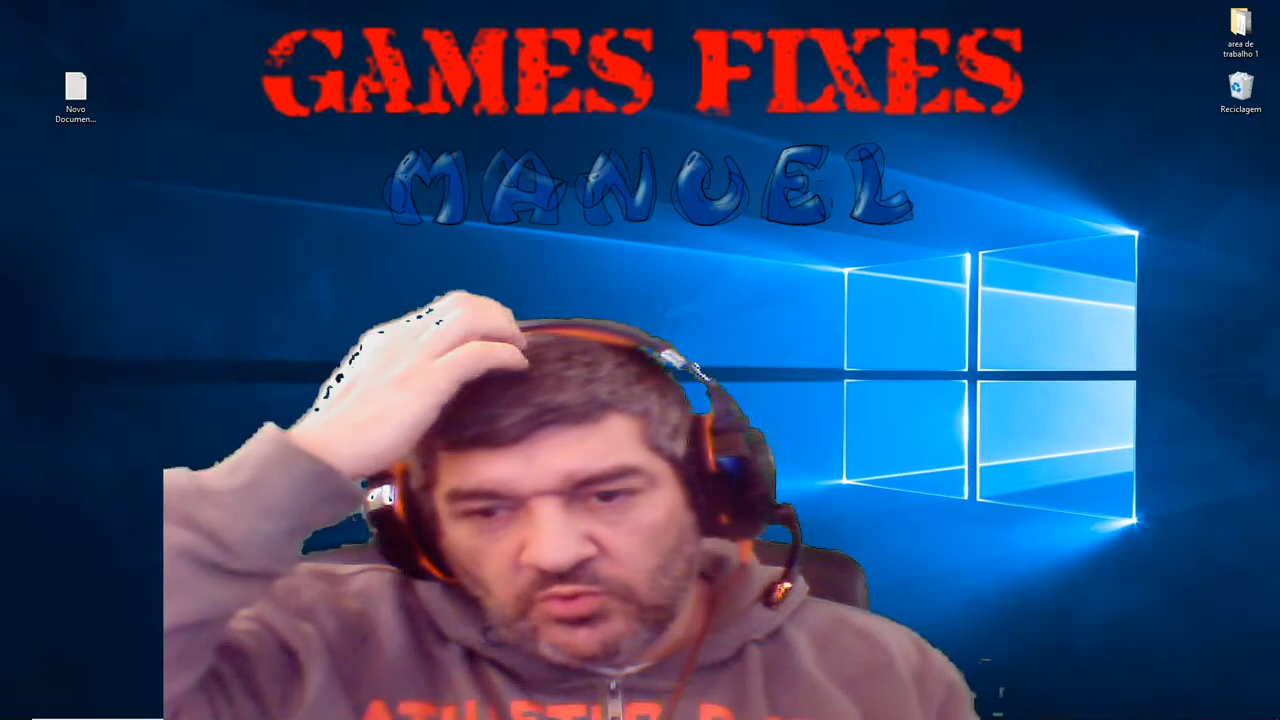 GAMES FIXES
MANUEL
area de
trabalho 1
Novo
Documen...
Reciclagem